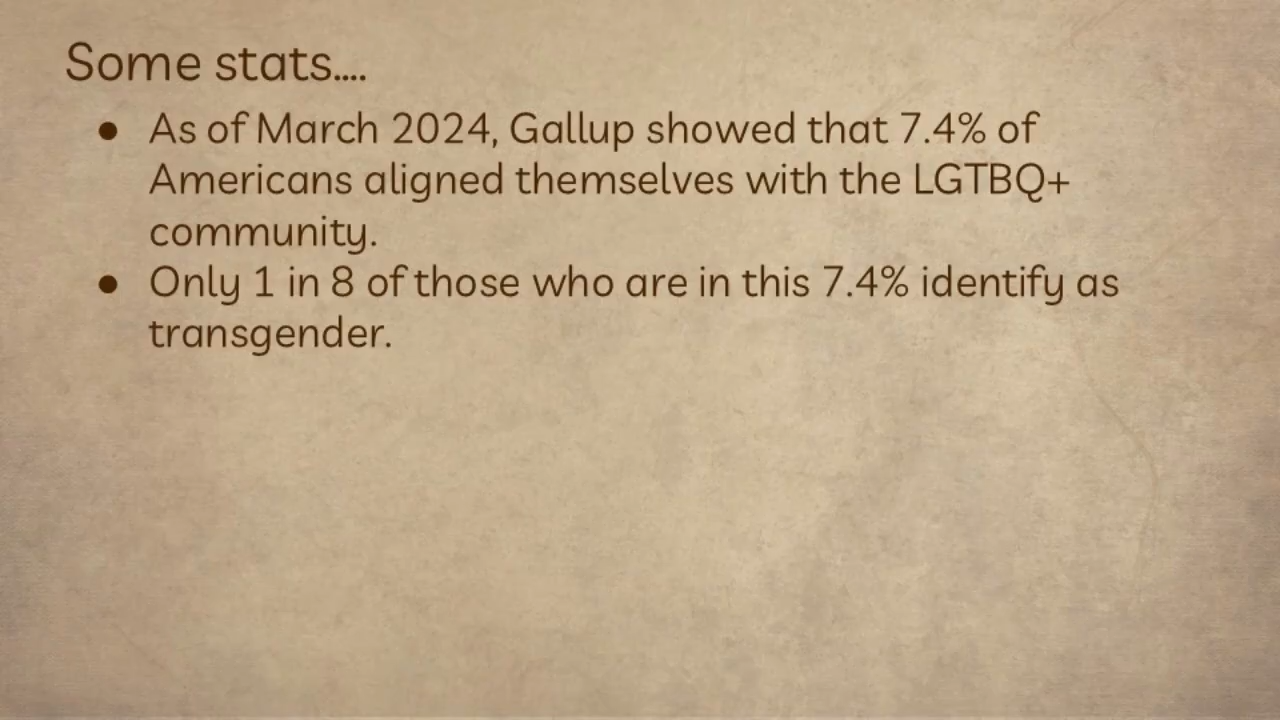 Some stats....
● As of March 2024, Gallup showed that 7.4% of
Americans aligned themselves with the LGTBQ+
community.
● Only 1 in 8 of those who are in this 7.4% identify as
transgender.